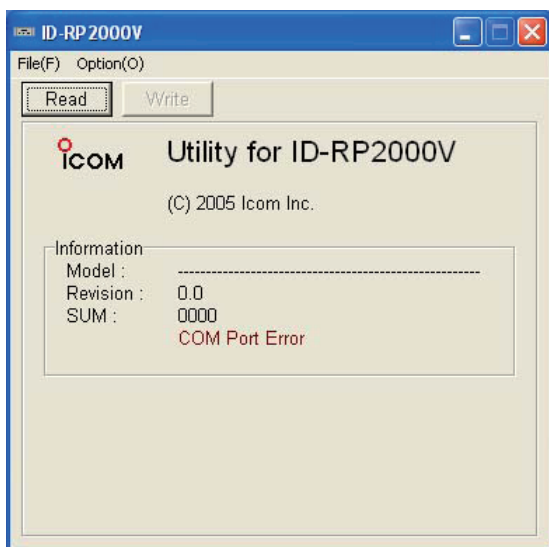 ID-RP2000V
File(F) Option(O)
Read Write
ICOM Utility for ID-RP2000V
(C) 2005 Icom Inc.
Information
Model : -------------------------------------------------------
Revision : 0.0
SUM : 0000
COM Port Error